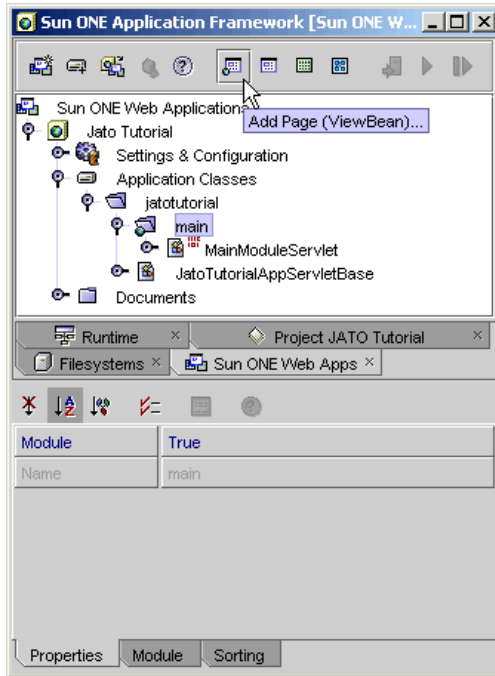 Sun ONE Application Framework [Sun ONE W...
Sun ONE Web Applications
Add Page (ViewBean)...
Jato Tutorial
Settings & Configuration
Application Classes
jatotutorial
main
MainModuleServlet
JatoTutorialAppServletBase
Documents
Runtime × Project JATO Tutorial ×
Filesystems × Sun ONE Web Apps ×
Module True
Name main
Properties Module Sorting